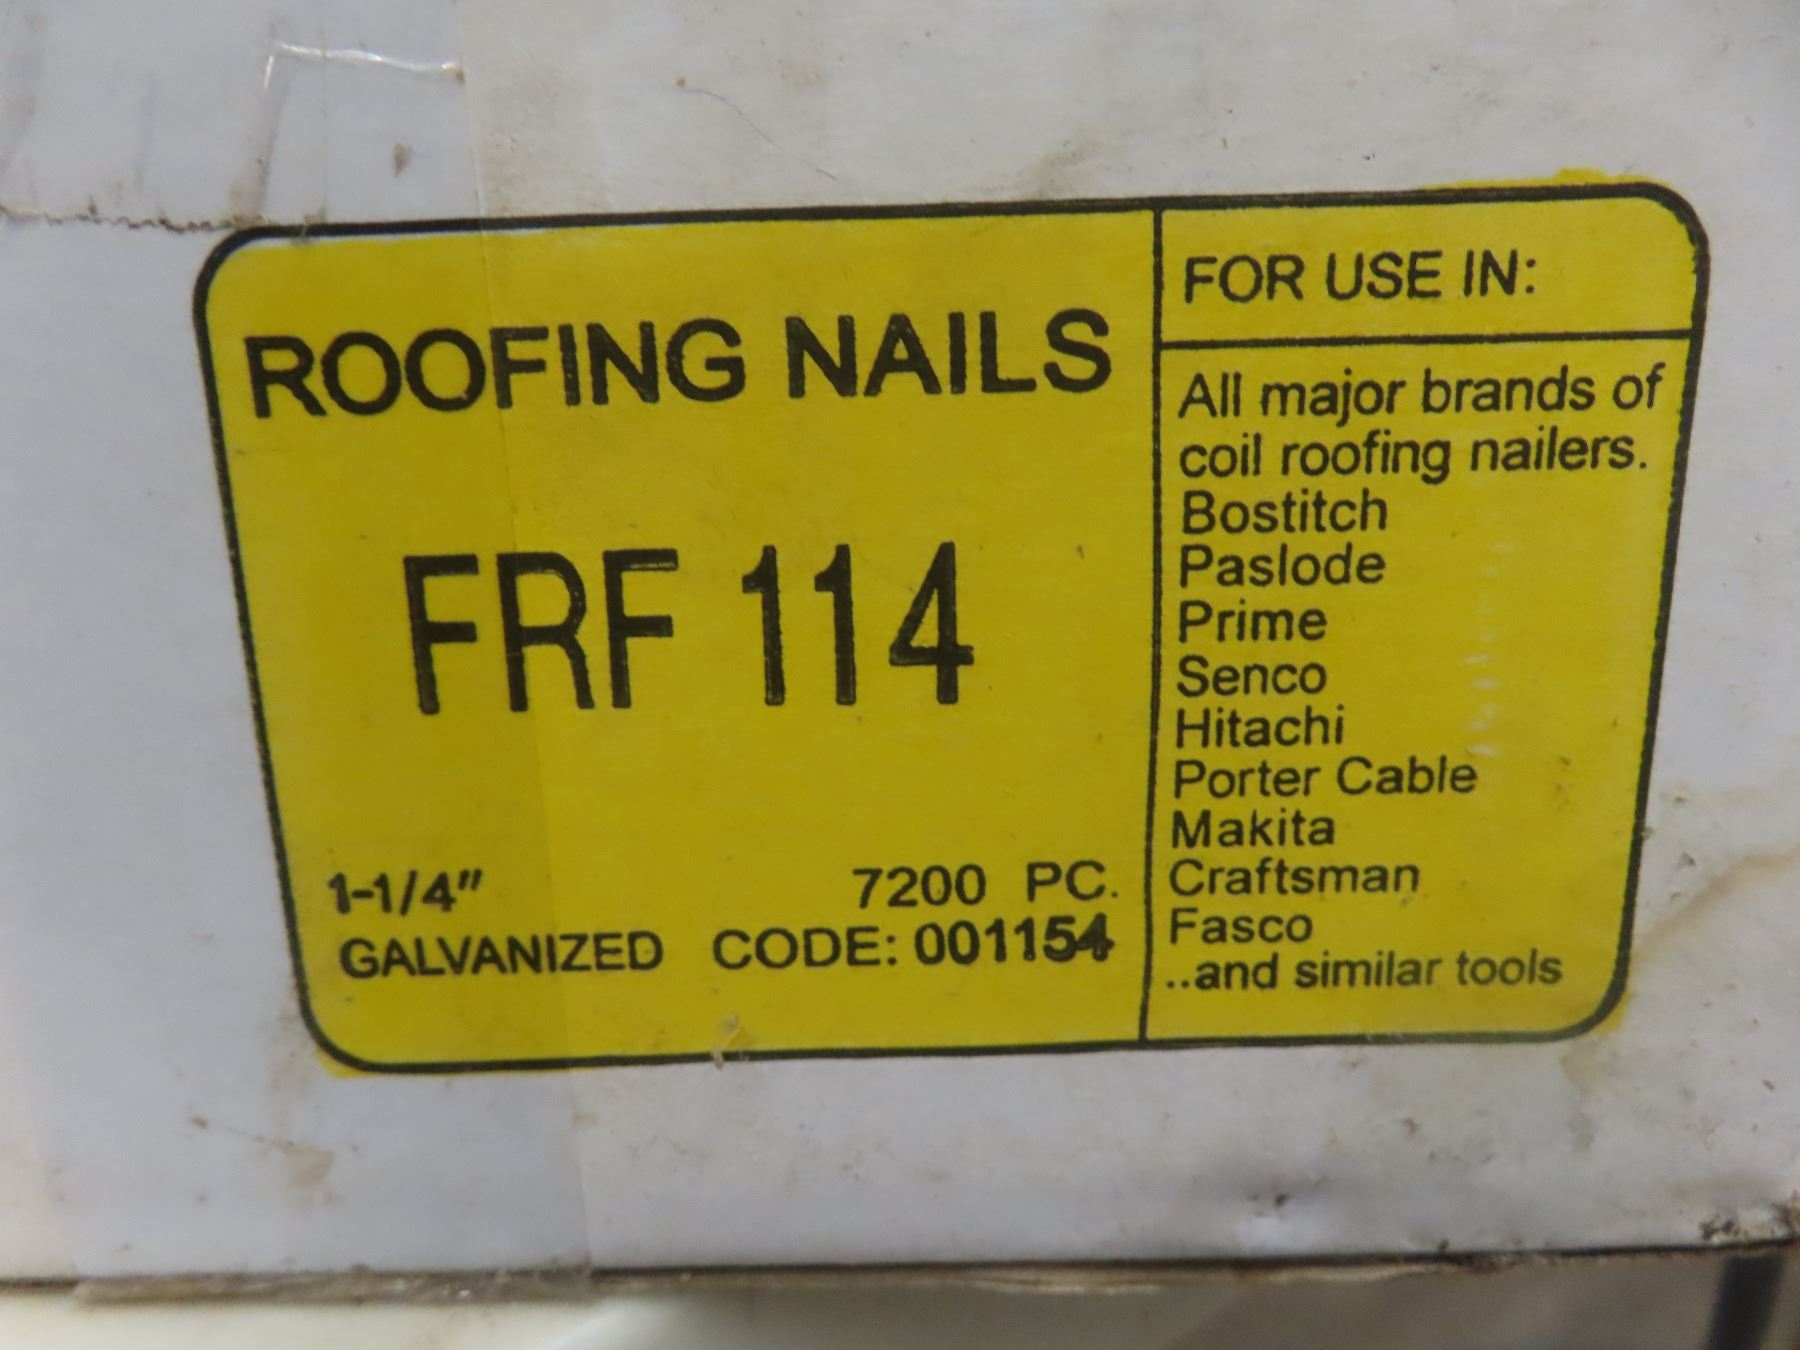 ROOFING NAILS
FRF 114
1-1/4"
7200 PC.
GALVANIZED
CODE: 001154
FOR USE IN:
All major brands of
coil roofing nailers.
Bostitch
Paslode
Prime
Senco
Hitachi
Porter Cable
Makita
Craftsman
Fasco
..and similar tools